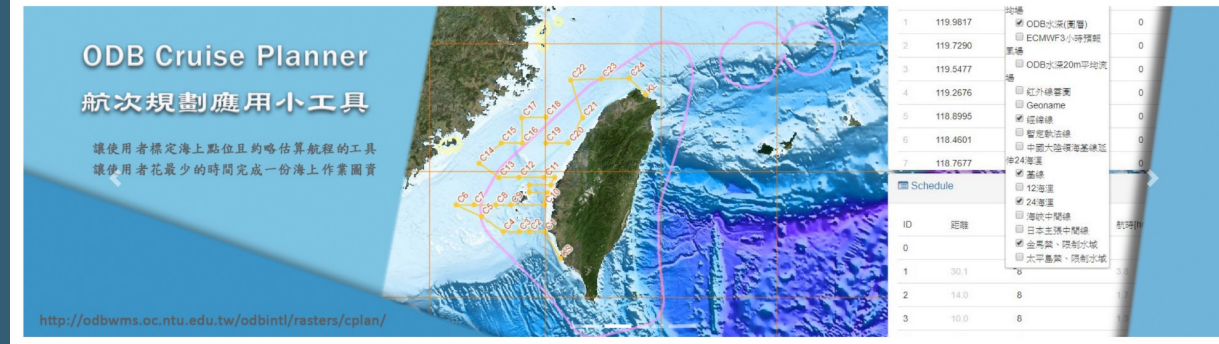 ODB Cruise Planner
航次規劃應用小工具
讓使用者標定海上點位且約略估算航程的工具
讓使用者花最少的時間完成一份海上作業圖資
http://odbwms.oc.ntu.edu.tw/odbintl/rasters/cplan/
C22
C23
C24
KL
C17
C18
C21
C15
C16
C19
C20
C14
C13
C12
C11
C6
C7
C5
C8
C4
1 119.9817 0
2 119.7290 0
3 119.5477 0
4 119.2676 0
5 118.8995 0
6 118.4601 0
7 118.7677 0
均場
ODB水深(圖層)
ECMWF3小時預報
風場
ODB水深20m平均流
場
紅外線雲圖
Geoname
經緯線
暫定執法線
中國大陸領海基線延
伸24海浬
基線
12海浬
24海浬
海峽中間線
日本主張中間線
金馬禁、限制水域
太平島禁、限制水域
Schedule
ID 距離
0
1 30.1 8
2 14.0 8
3 10.0 8